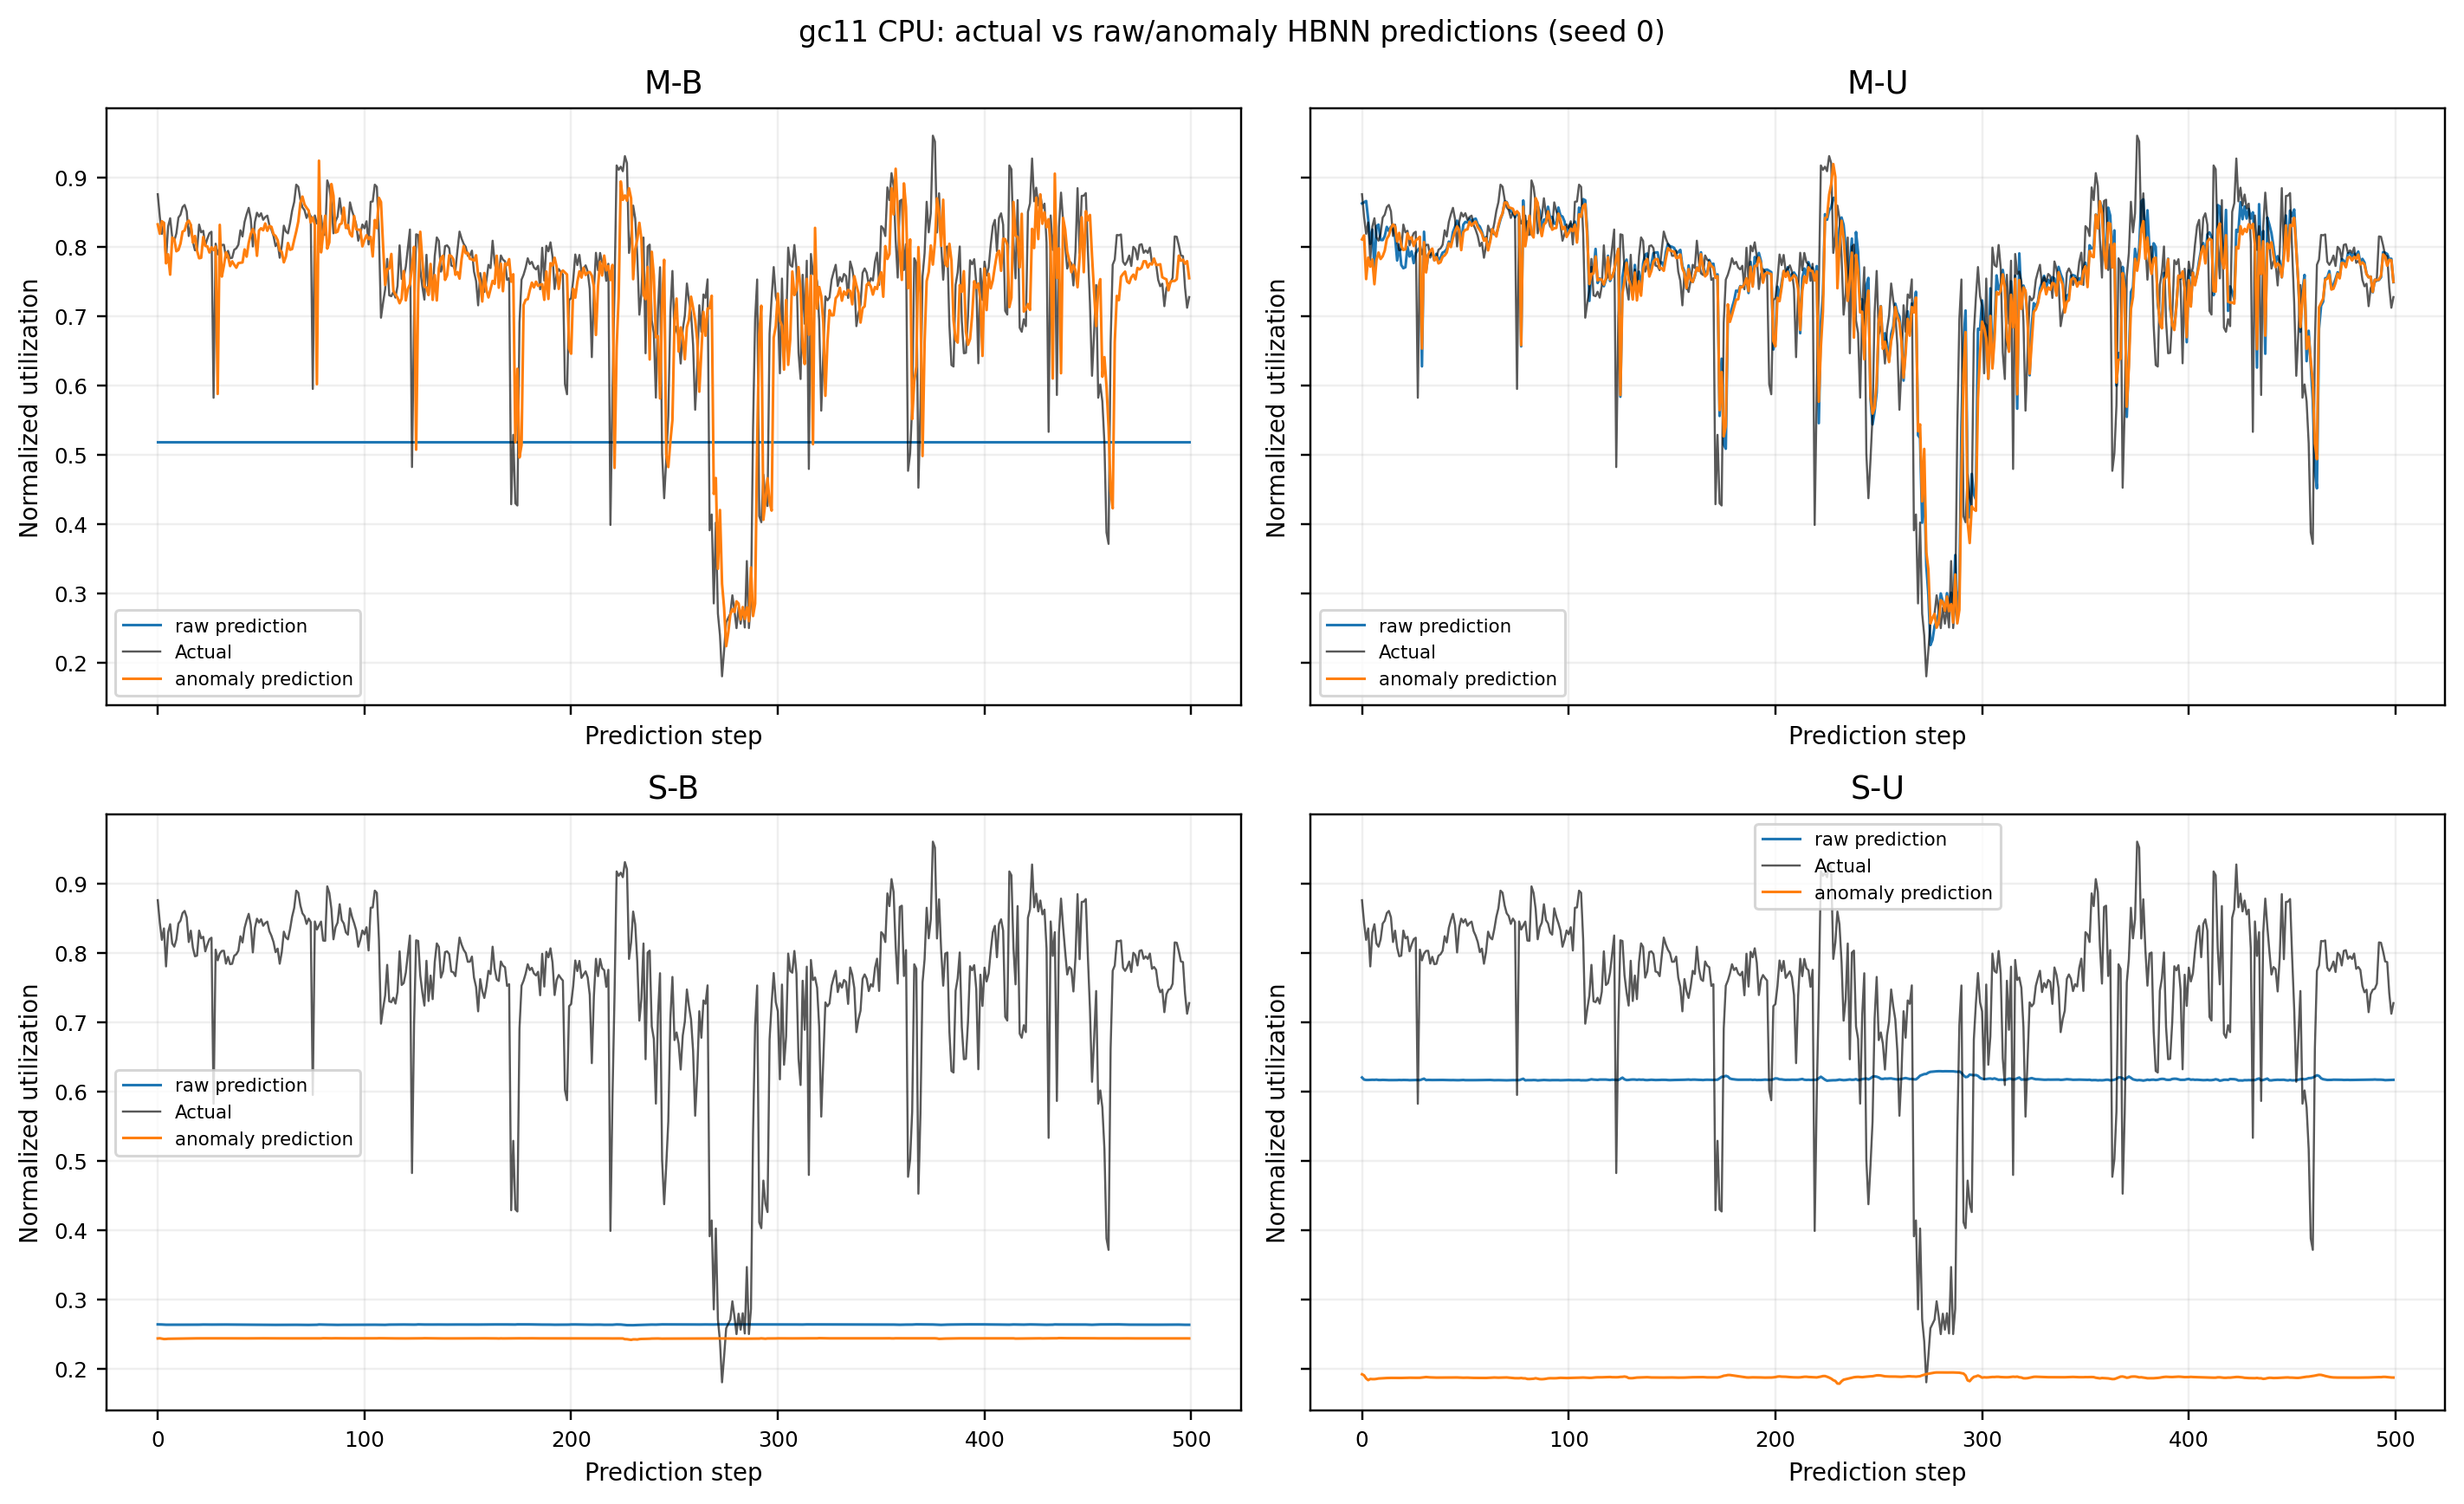 gc11 CPU: actual vs raw/anomaly HBNN predictions (seed 0)
M-B
Normalized utilization
0.9
0.8
0.7
0.6
0.5
0.4
0.3
0.2
raw prediction
Actual
anomaly prediction
Prediction step
M-U
Normalized utilization
raw prediction
Actual
anomaly prediction
Prediction step
S-B
Normalized utilization
0.9
0.8
0.7
0.6
0.5
0.4
0.3
0.2
raw prediction
Actual
anomaly prediction
0 100 200 300 400 500
Prediction step
S-U
Normalized utilization
raw prediction
Actual
anomaly prediction
0 100 200 300 400 500
Prediction step